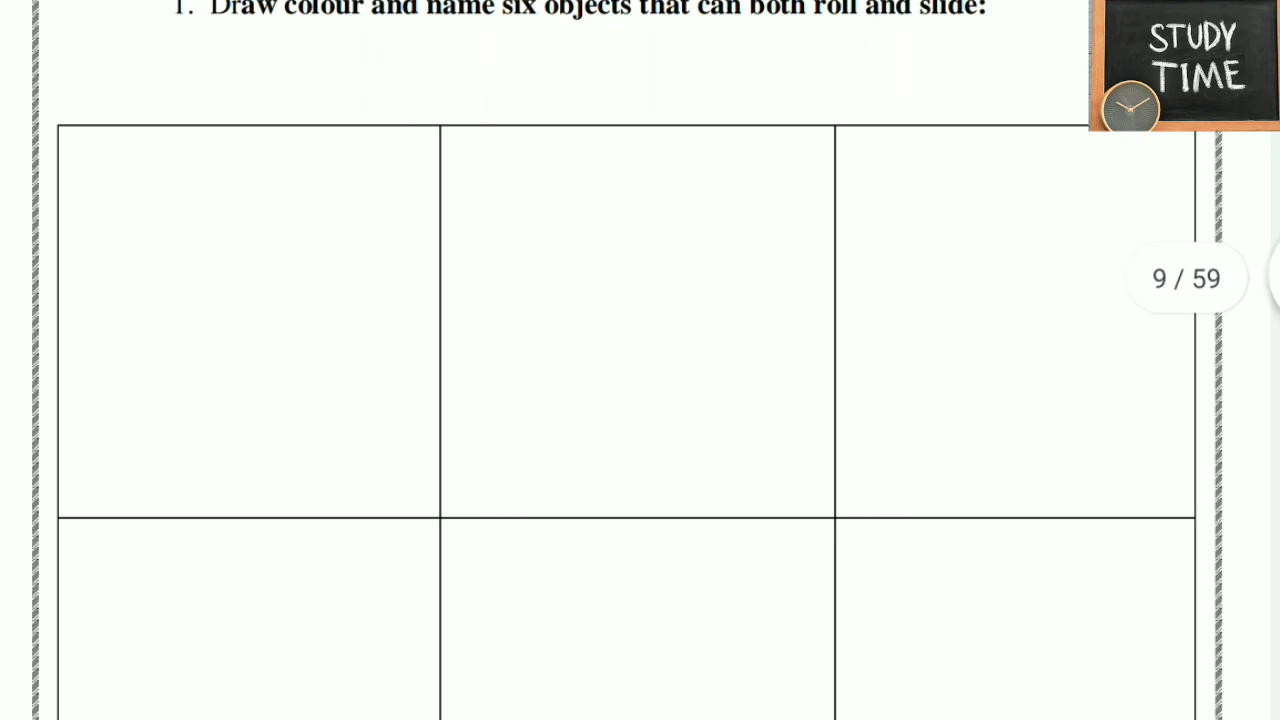 1. Draw colour and name six objects that can both roll and slide:
STUDY
TIME
9 / 59